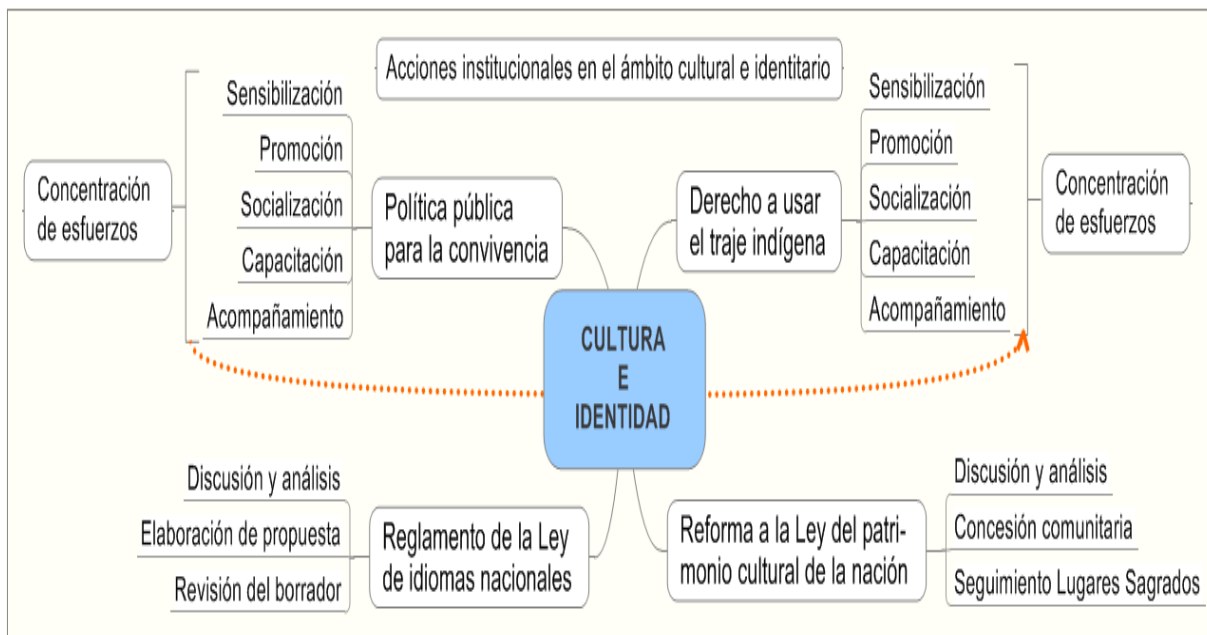 Acciones institucionales en el ámbito cultural e identitario
Concentración
de esfuerzos
Sensibilización
Promoción
Socialización
Capacitación
Acompañamiento
Política pública
para la convivencia
Derecho a usar
el traje indígena
Sensibilización
Promoción
Socialización
Capacitación
Acompañamiento
Concentración
de esfuerzos
CULTURA
E
IDENTIDAD
Discusión y análisis
Elaboración de propuesta
Revisión del borrador
Reglamento de la Ley
de idiomas nacionales
Reforma a la Ley del patri-
monio cultural de la nación
Discusión y análisis
Concesión comunitaria
Seguimiento Lugares Sagrados